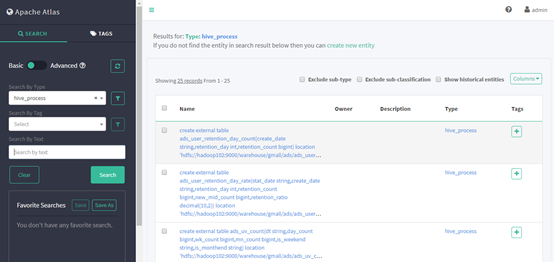 Apache Atlas
SEARCH
TAGS
Basic
Advanced
Search By Type
hive_process
Search By Tag
Select
Search By Text
Search by text
Clear
Search
Favorite Searches
Save
Save As
You don't have any favorite search.
admin
Results for: Type: hive_process
If you do not find the entity in search result below then you can create new entity
Showing 25 records From 1 - 25
Exclude sub-type
Exclude sub-classification
Show historical entities
Columns
Name
Owner
Description
Type
Tags
create external table
ads_user_retention_day_count(create_date
string,retention_day int,retention_count bigint) location
'hdfs://hadoop102:9000/warehouse/gmall/ads/ads_user...
hive_process
create external table
ads_user_retention_day_rate(stat_date string,create_date
string,retention_day int,retention_count
bigint,new_mid_count bigint,retention_ratio
decimal(10,2)) location
'hdfs://hadoop102:9000/warehouse/gmall/ads/ads_user...
hive_process
create external table ads_uv_count(dt string,day_count
bigint,wk_count bigint,mn_count bigint,is_weekend
string,is_monthend string) location
'hdfs://hadoop102:9000/warehouse/gmall/ads/ads_uv_c...
hive_process